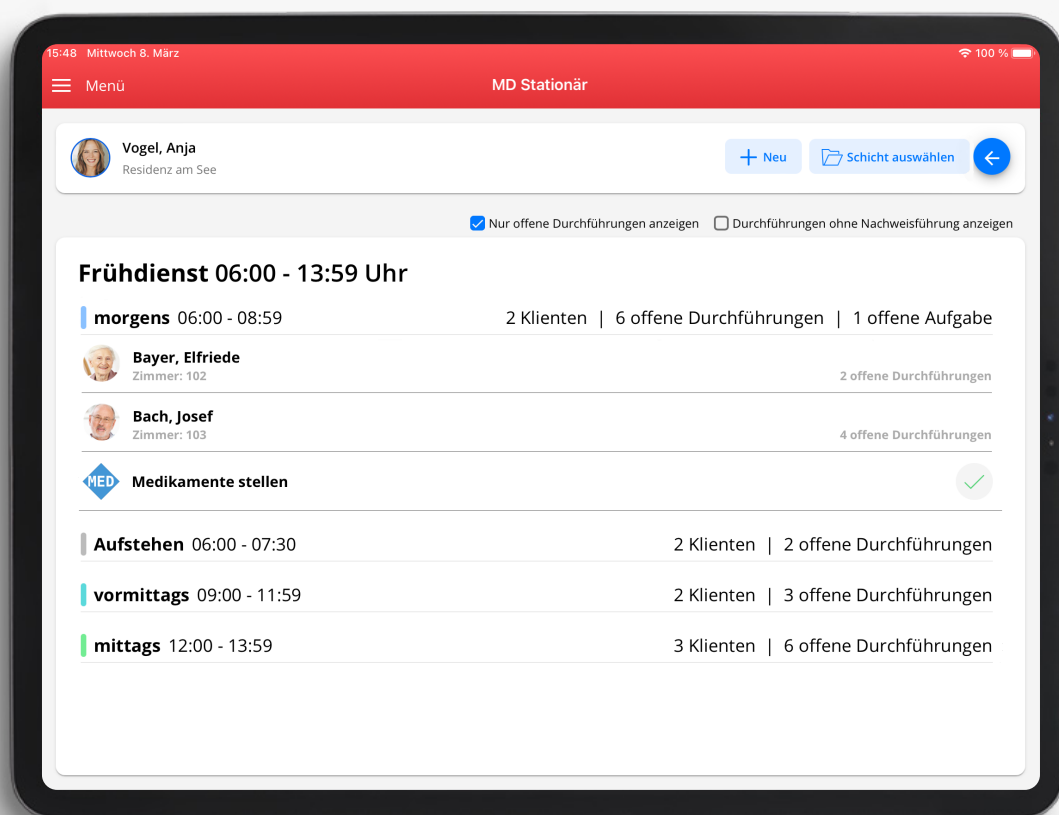 15:48 Mittwoch 8. März 100 %
Menü MD Stationär
Vogel, Anja
Residenz am See
Neu Schicht auswählen
Nur offene Durchführungen anzeigen Durchführungen ohne Nachweisführung anzeigen
Frühdienst 06:00 - 13:59 Uhr
morgens 06:00 - 08:59 2 Klienten | 6 offene Durchführungen | 1 offene Aufgabe
Bayer, Elfriede
Zimmer: 102 2 offene Durchführungen
Bach, Josef
Zimmer: 103 4 offene Durchführungen
MED Medikamente stellen
Aufstehen 06:00 - 07:30 2 Klienten | 2 offene Durchführungen
vormittags 09:00 - 11:59 2 Klienten | 3 offene Durchführungen
mittags 12:00 - 13:59 3 Klienten | 6 offene Durchführungen